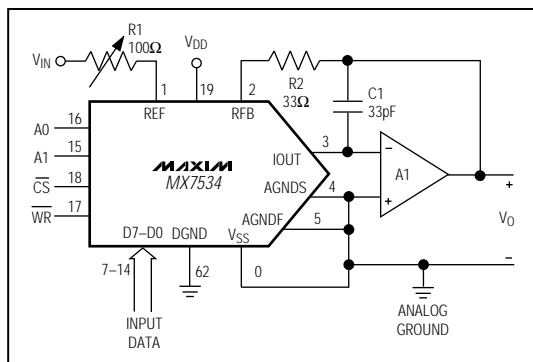 R1
100Ω
VIN
VDD
1
19
2
R2
33Ω
C1
33pF
REF
RFB
A0
16
A1
15
CS
18
WR
17
MAXIM
MX7534
IOUT
3
AGNDS
4
AGNDF
5
D7–D0
DGND
VSS
7–14
62
0
INPUT
DATA
–
A1
+
+
VO
–
ANALOG
GROUND